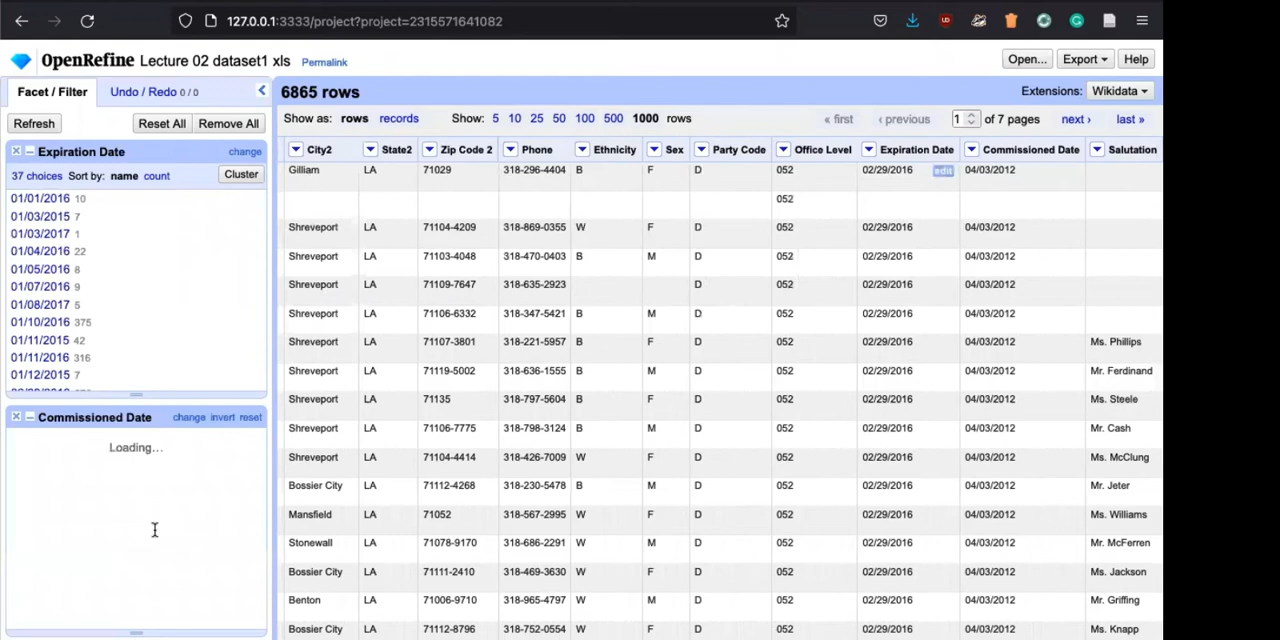 127.0.0.1:3333/project?project=2315571641082
OpenRefine Lecture 02 dataset1 xls Permalink
Open... Export Help
Facet / Filter Undo / Redo 0 / 0
6865 rows
Extensions: Wikidata
Refresh Reset All Remove All
Show as: rows records Show: 5 10 25 50 100 500 1000 rows
« first ‹ previous 1 of 7 pages next › last »
Expiration Date change
37 choices Sort by: name count Cluster
01/01/2016 10
01/03/2015 7
01/03/2017 1
01/04/2016 22
01/05/2016 8
01/07/2016 9
01/08/2017 5
01/10/2016 375
01/11/2015 42
01/11/2016 316
01/12/2015 7
Commissioned Date change invert reset
Loading...
City2 State2 Zip Code 2 Phone Ethnicity Sex Party Code Office Level Expiration Date Commissioned Date Salutation
Gilliam LA 71029 318-296-4404 B F D 052 02/29/2016 edit 04/03/2012
052
Shreveport LA 71104-4209 318-869-0355 W F D 052 02/29/2016 04/03/2012
Shreveport LA 71103-4048 318-470-0403 B M D 052 02/29/2016 04/03/2012
Shreveport LA 71109-7647 318-635-2923 D 052 02/29/2016 04/03/2012
Shreveport LA 71106-6332 318-347-5421 B M D 052 02/29/2016 04/03/2012
Shreveport LA 71107-3801 318-221-5957 B F D 052 02/29/2016 04/03/2012 Ms. Phillips
Shreveport LA 71119-5002 318-636-1555 B M D 052 02/29/2016 04/03/2012 Mr. Ferdinand
Shreveport LA 71135 318-797-5604 B F D 052 02/29/2016 04/03/2012 Ms. Steele
Shreveport LA 71106-7775 318-798-3124 B M D 052 02/29/2016 04/03/2012 Mr. Cash
Shreveport LA 71104-4414 318-426-7009 W F D 052 02/29/2016 04/03/2012 Ms. McClung
Bossier City LA 71112-4268 318-230-5478 B M D 052 02/29/2016 04/03/2012 Mr. Jeter
Mansfield LA 71052 318-567-2995 W F D 052 02/29/2016 04/03/2012 Ms. Williams
Stonewall LA 71078-9170 318-686-2291 W M D 052 02/29/2016 04/03/2012 Mr. McFerren
Bossier City LA 71111-2410 318-469-3630 W F D 052 02/29/2016 04/03/2012 Ms. Jackson
Benton LA 71006-9710 318-965-4797 W M D 052 02/29/2016 04/03/2012 Mr. Griffing
Bossier City LA 71112-8796 318-752-0554 W F D 052 02/29/2016 04/03/2012 Ms. Knapp